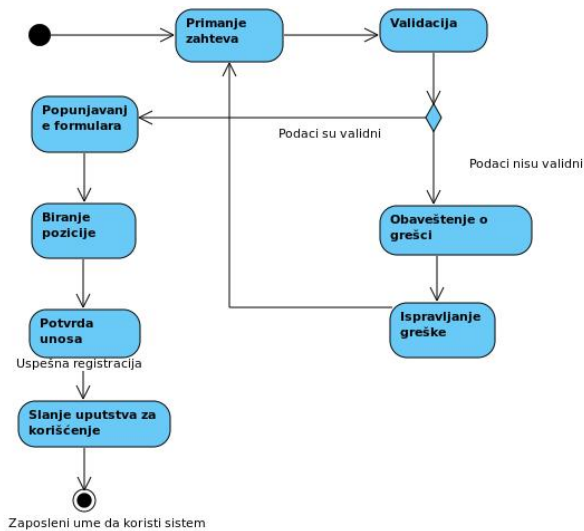 Primanje
zahteva
Validacija
Popunjavanj
e formulara
Podaci su validni
Podaci nisu validni
Biranje
pozicije
Obaveštenje o
grešci
Potvrda
unosa
Ispravljanje
greške
Uspešna registracija
Slanje uputstva za
korišćenje
Zaposleni ume da koristi sistem